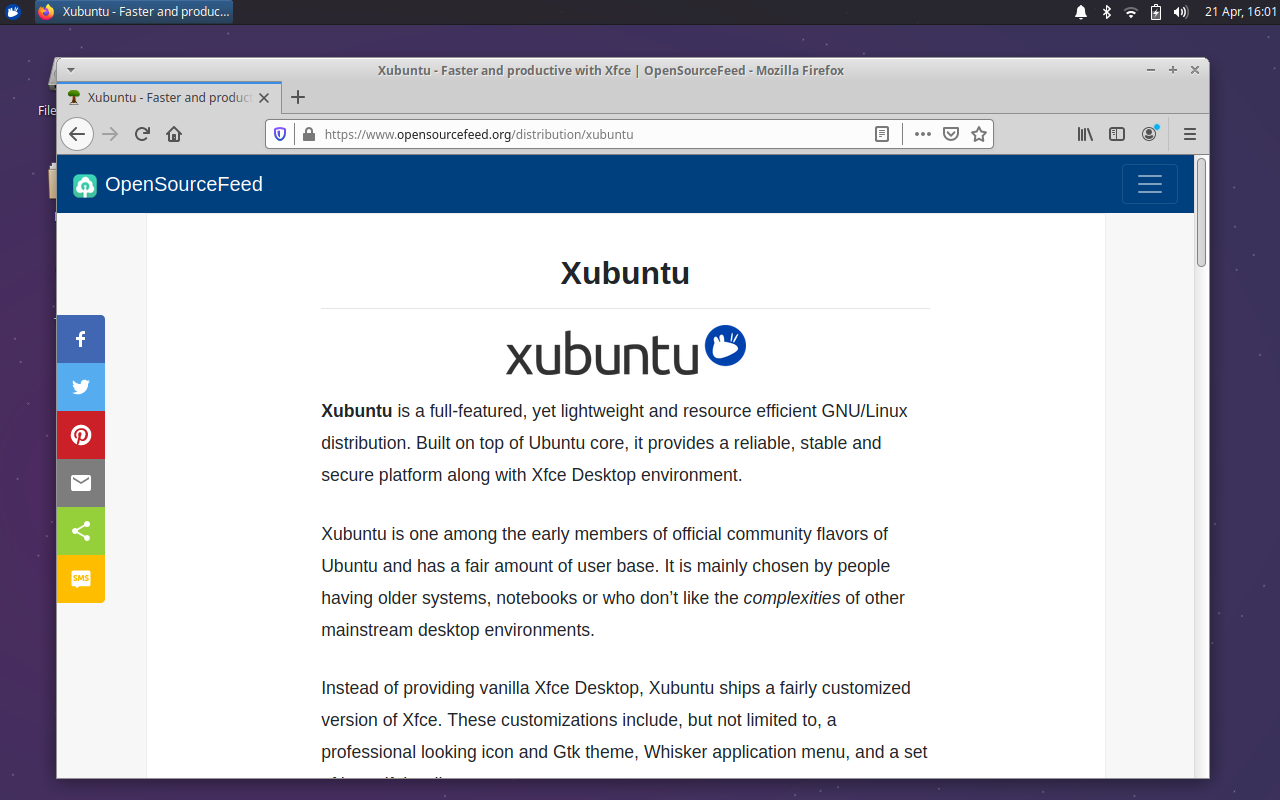 Xubuntu - Faster and produc...
21 Apr, 16:01
File
Xubuntu - Faster and productive with Xfce | OpenSourceFeed - Mozilla Firefox
Xubuntu - Faster and product
https://www.opensourcefeed.org/distribution/xubuntu
OpenSourceFeed
Xubuntu
xubuntu
Xubuntu is a full-featured, yet lightweight and resource efficient GNU/Linux
distribution. Built on top of Ubuntu core, it provides a reliable, stable and
secure platform along with Xfce Desktop environment.
Xubuntu is one among the early members of official community flavors of
Ubuntu and has a fair amount of user base. It is mainly chosen by people
having older systems, notebooks or who don’t like the complexities of other
mainstream desktop environments.
Instead of providing vanilla Xfce Desktop, Xubuntu ships a fairly customized
version of Xfce. These customizations include, but not limited to, a
professional looking icon and Gtk theme, Whisker application menu, and a set
SMS